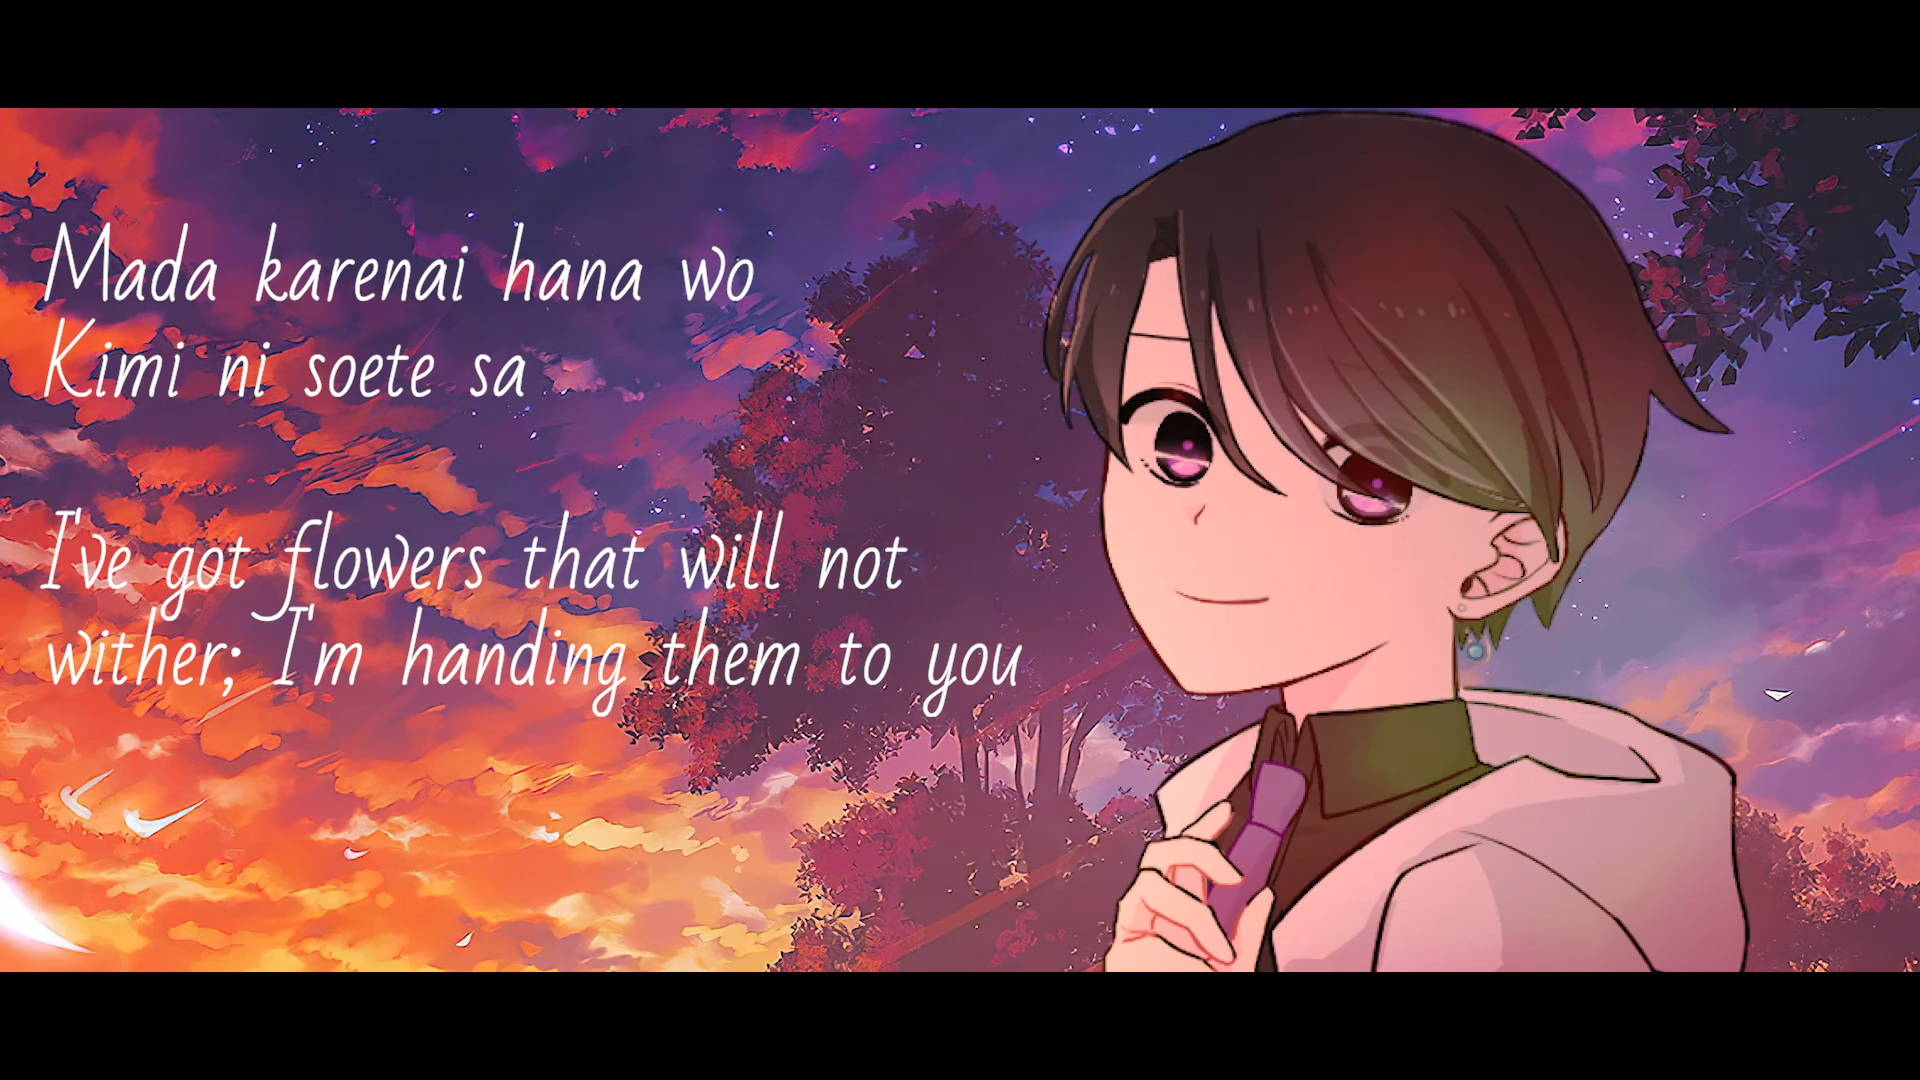 Mada karenai hana wo
Kimi ni soete sa
I've got flowers that will not
wither; I'm handing them to you